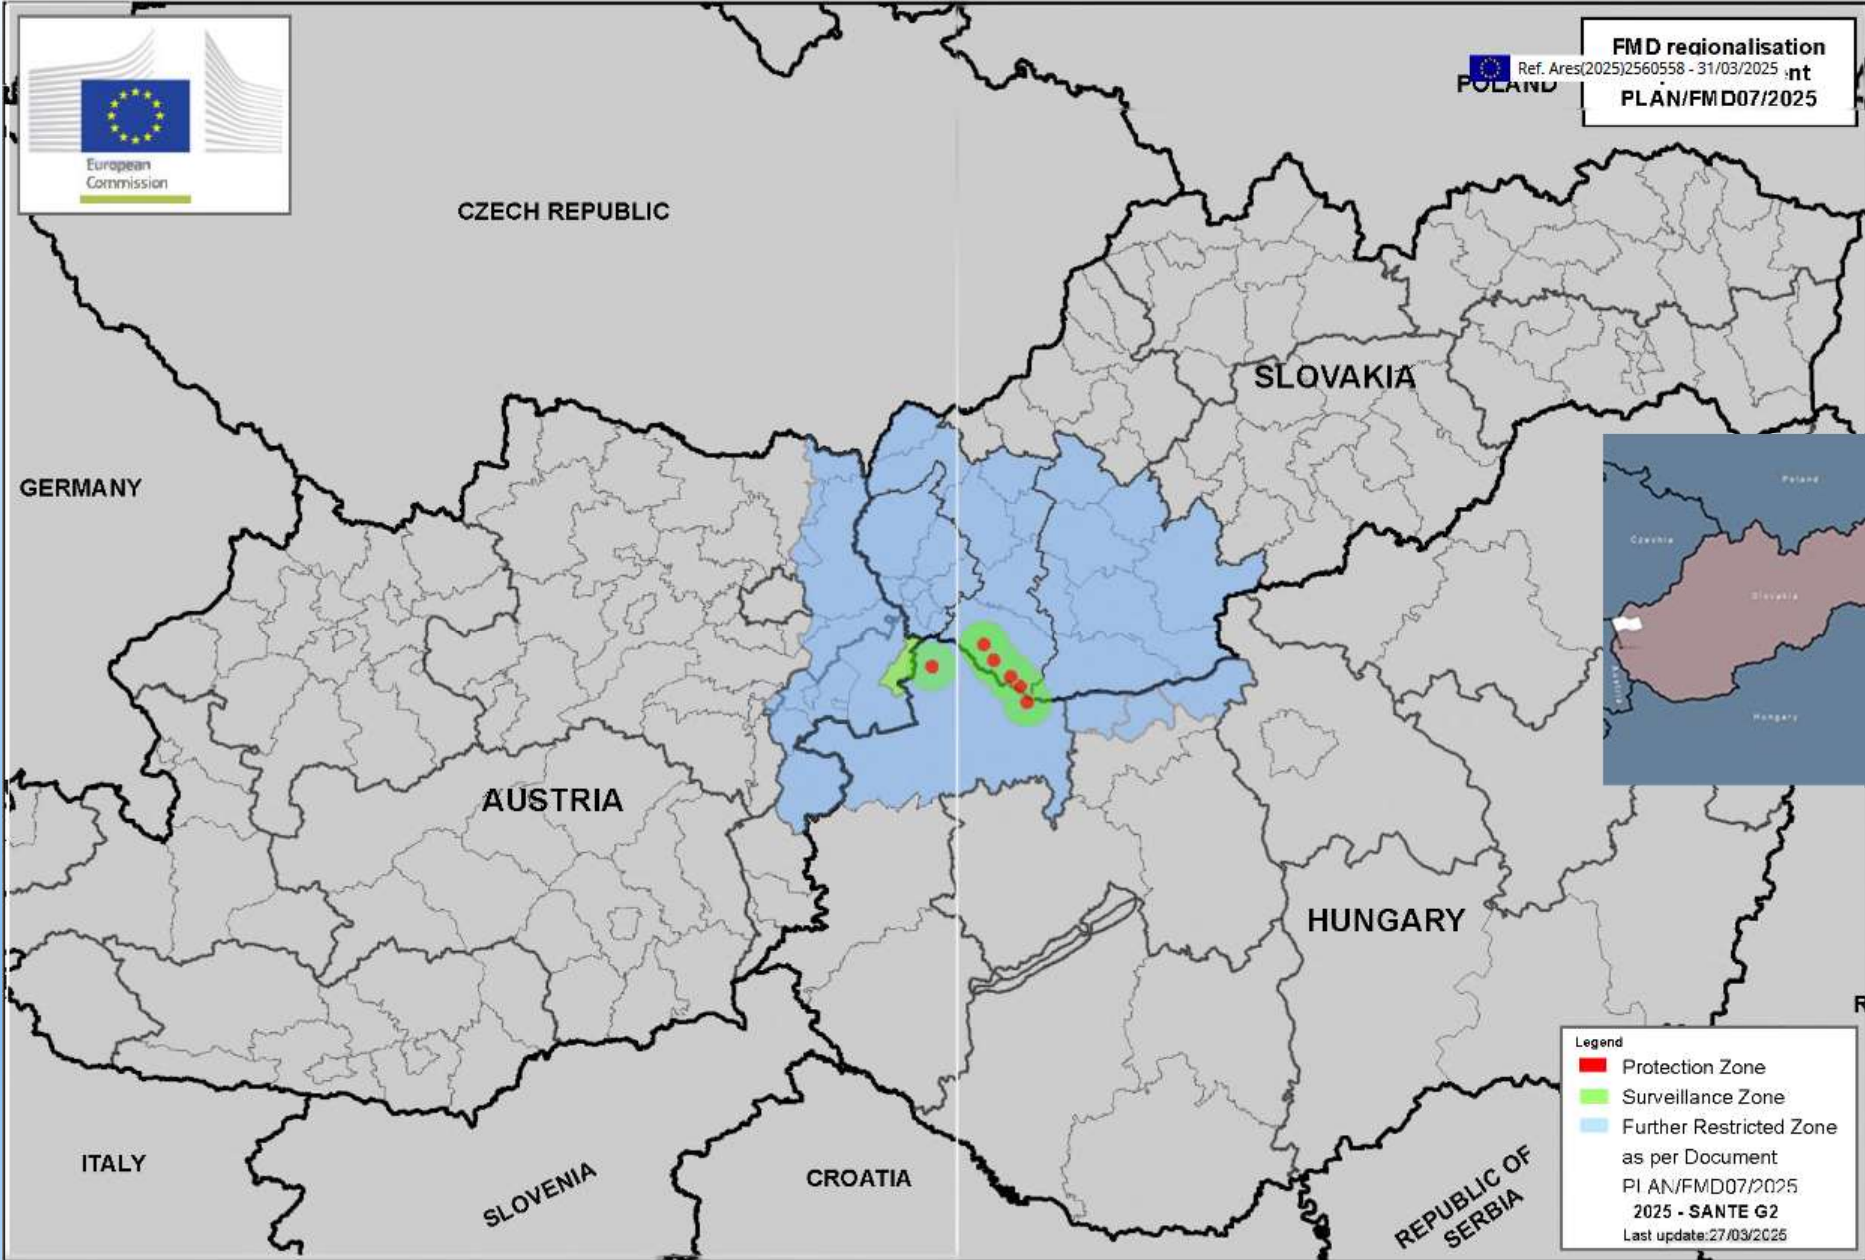 European
Commission
FMD regionalisation
Ref. Ares(2025)2560558 - 31/03/2025
nt
POLAND
PLAN/FMD07/2025
CZECH REPUBLIC
SLOVAKIA
GERMANY
Poland
Czechia
Slovakia
Hungary
AUSTRIA
HUNGARY
R
ITALY
SLOVENIA
CROATIA
REPUBLIC OF
SERBIA
Legend
Protection Zone
Surveillance Zone
Further Restricted Zone
as per Document
PLAN/FMD07/2025
2025 - SANTE G2
Last update:27/03/2025